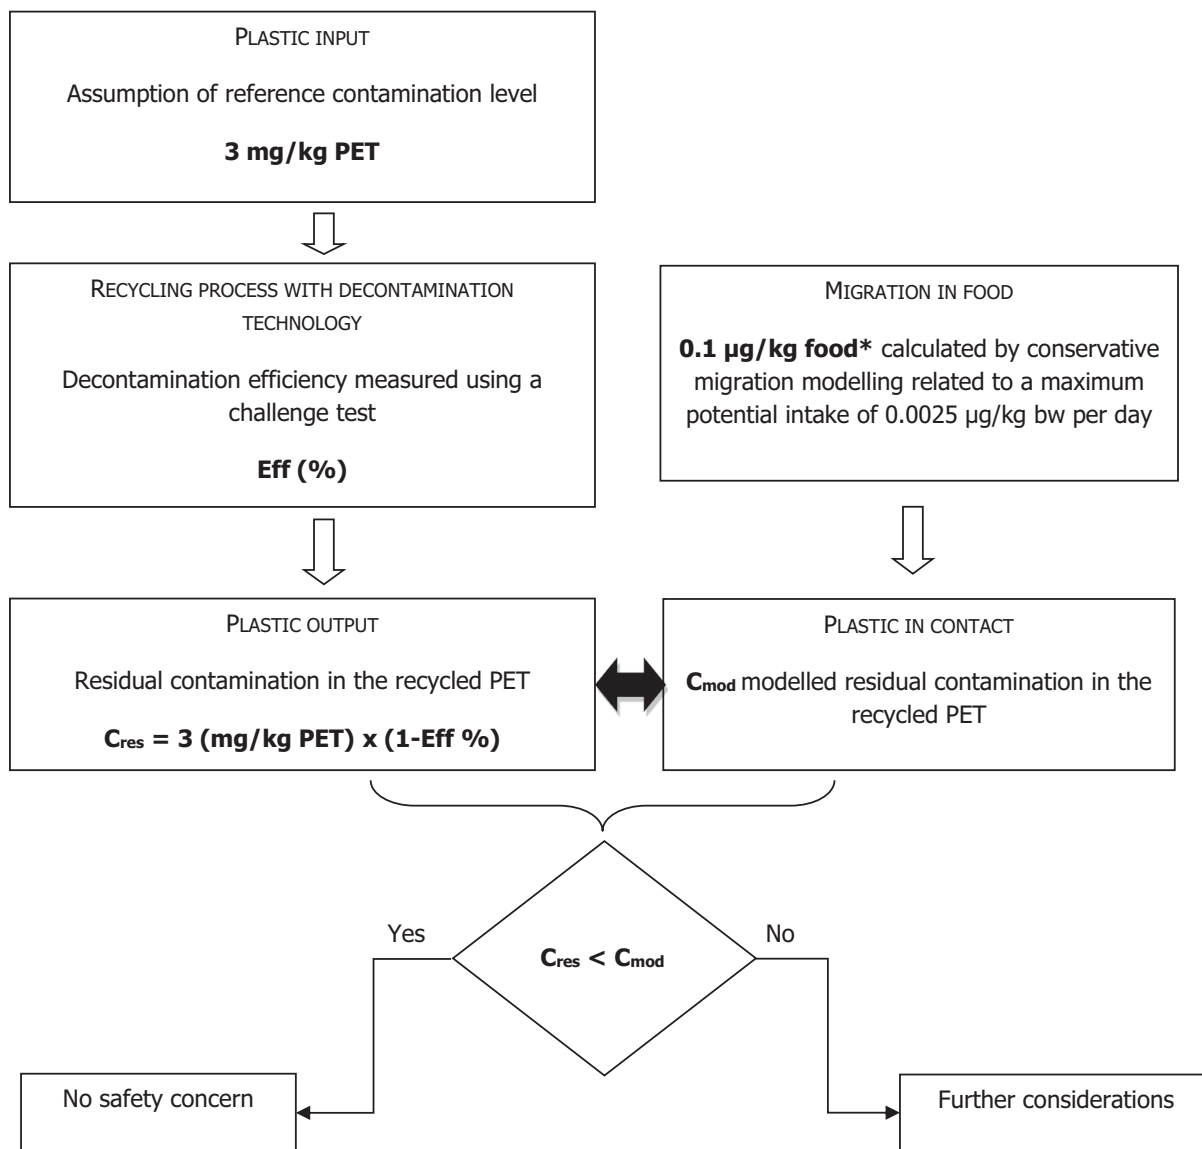 PLASTIC INPUT
Assumption of reference contamination level
3 mg/kg PET
RECYCLING PROCESS WITH DECONTAMINATION
TECHNOLOGY
Decontamination efficiency measured using a
challenge test
Eff (%)
MIGRATION IN FOOD
0.1 µg/kg food* calculated by conservative
migration modelling related to a maximum
potential intake of 0.0025 µg/kg bw per day
PLASTIC OUTPUT
Residual contamination in the recycled PET
Cres = 3 (mg/kg PET) x (1-Eff %)
PLASTIC IN CONTACT
Cmod modelled residual contamination in the
recycled PET
Yes
Cres < Cmod
No
No safety concern
Further considerations